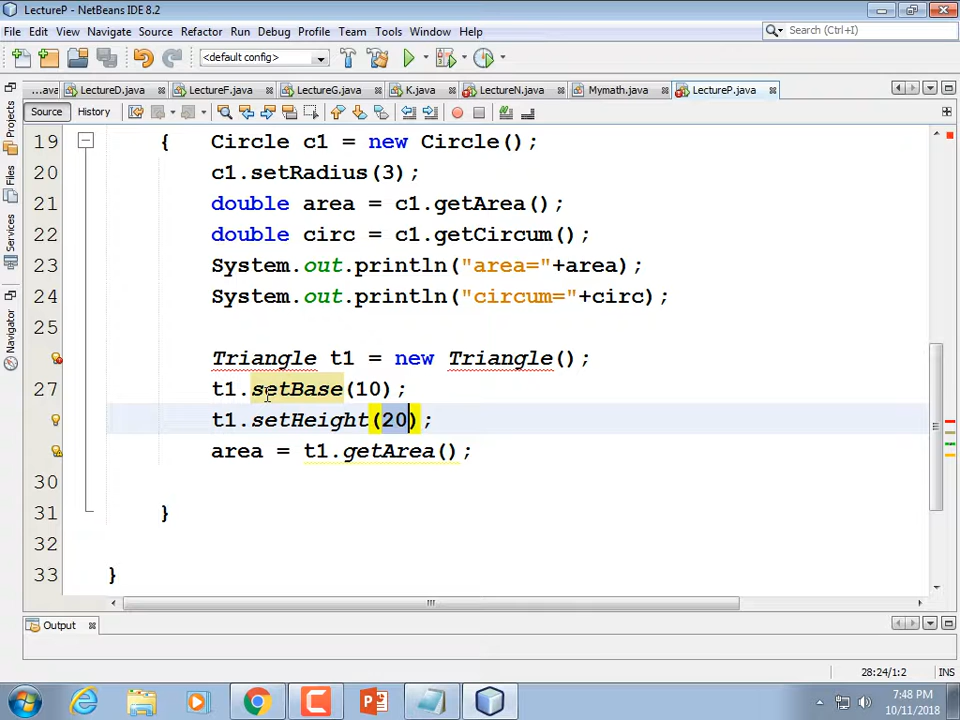 LectureP - NetBeans IDE 8.2
File Edit View Navigate Source Refactor Run Debug Profile Team Tools Window Help
Search (Ctrl+I)
<default config>
...ava LectureD.java LectureF.java LectureG.java K.java LectureN.java Mymath.java LectureP.java
Source History
Projects
Files
Services
Navigator
19 { Circle c1 = new Circle();
20 c1.setRadius(3);
21 double area = c1.getArea();
22 double circ = c1.getCircum();
23 System.out.println("area="+area);
24 System.out.println("circum="+circ);
25
Triangle t1 = new Triangle();
27 t1.setBase(10);
t1.setHeight(20);
area = t1.getArea();
30
31 }
32
33 }
Output
28:24/1:2 INS
7:48 PM
10/11/2018